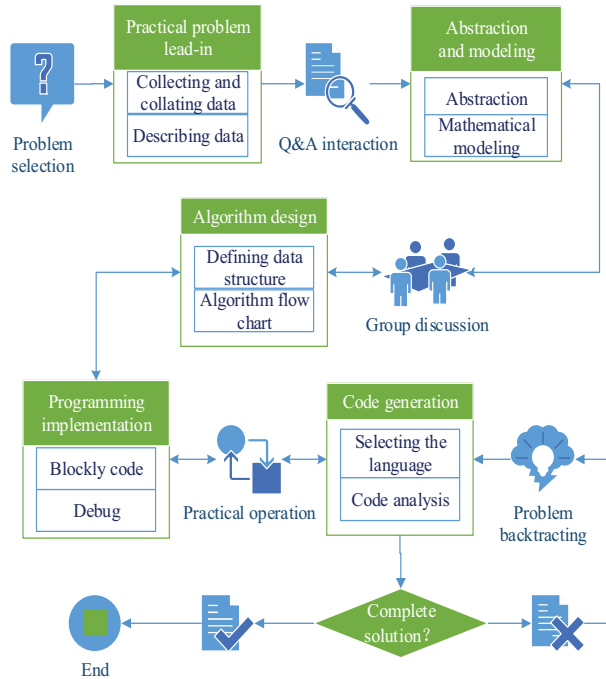 Practical problem
lead-in
Collecting and
collating data
Describing data
Problem
selection
Q&A interaction
Abstraction
and modeling
Abstraction
Mathematical
modeling
Algorithm design
Defining data
structure
Algorithm flow
chart
Group discussion
Programming
implementation
Blockly code
Debug
Practical operation
Code generation
Selecting the
language
Code analysis
Problem
backtracting
Complete
solution?
End